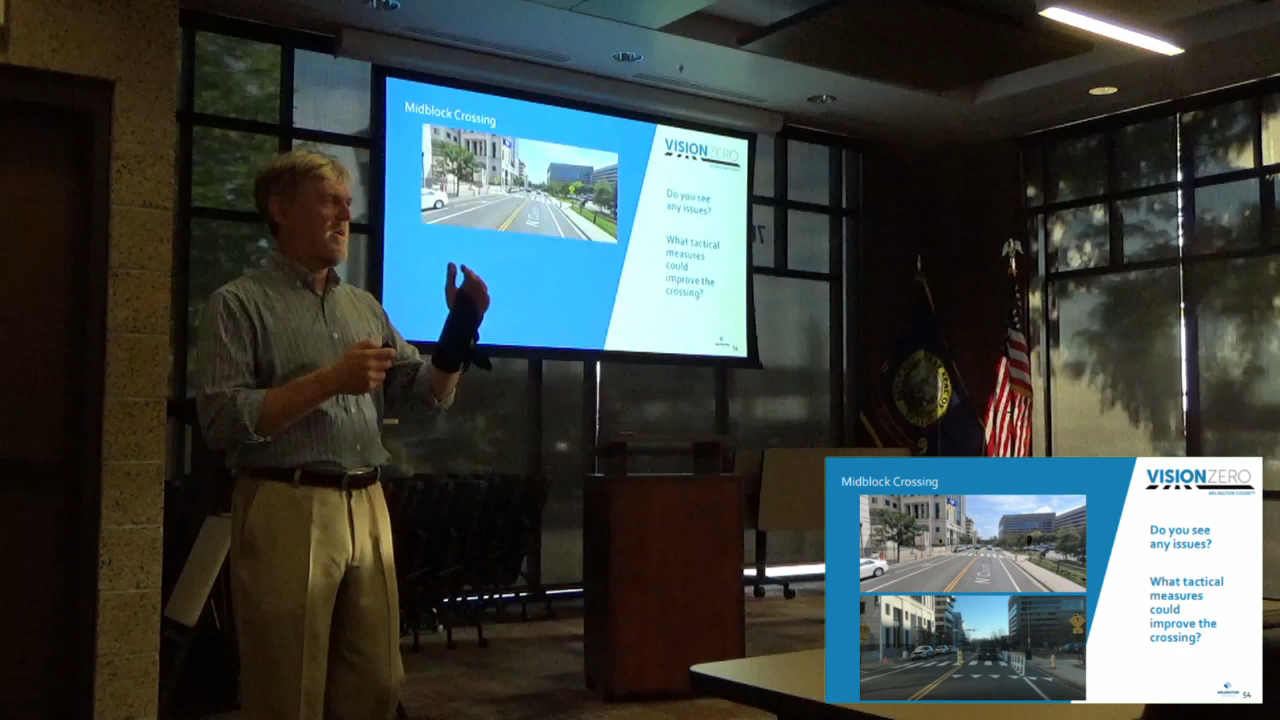 Midblock Crossing
VISION ZERO
Do you see
any issues?
What tactical
measures
could
improve the
crossing?
54
Midblock Crossing
VISIONZERO
ARLINGTON COUNTY
Do you see
any issues?
What tactical
measures
could
improve the
crossing?
ARLINGTON
54